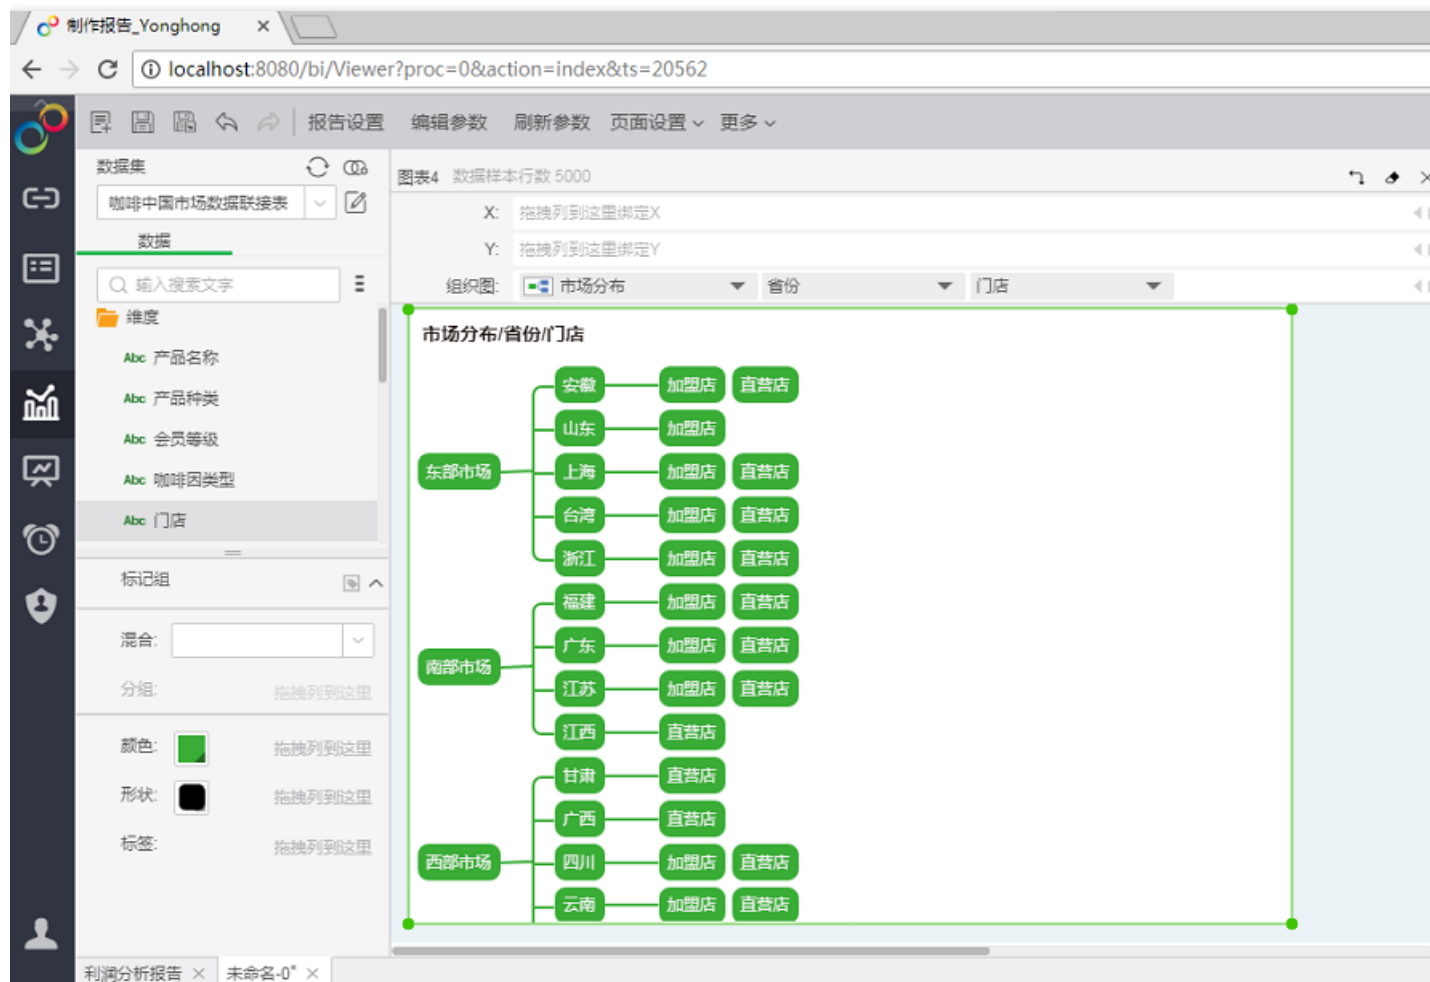 制作报告_Yonghong
localhost:8080/bi/Viewer?proc=0&action=index&ts=20562
报告设置 编辑参数 刷新参数 页面设置 更多
数据集
咖啡中国市场数据联接表
数据
输入搜索文字
维度
Abc 产品名称
Abc 产品种类
Abc 会员等级
Abc 咖啡因类型
Abc 门店
标记组
混合:
分组: 拖拽列到这里
颜色: 拖拽列到这里
形状: 拖拽列到这里
标签: 拖拽列到这里
图表4 数据样本行数 5000
X: 拖拽列到这里绑定X
Y: 拖拽列到这里绑定Y
组织图: 市场分布 省份 门店
市场分布/省份/门店
安徽 加盟店 直营店
山东 加盟店
东部市场 上海 加盟店 直营店
台湾 加盟店 直营店
浙江 加盟店 直营店
福建 加盟店 直营店
广东 加盟店 直营店
南部市场
江苏 加盟店 直营店
江西 直营店
甘肃 直营店
广西 直营店
西部市场 四川 加盟店 直营店
云南 加盟店 直营店
利润分析报告 未命名-0*